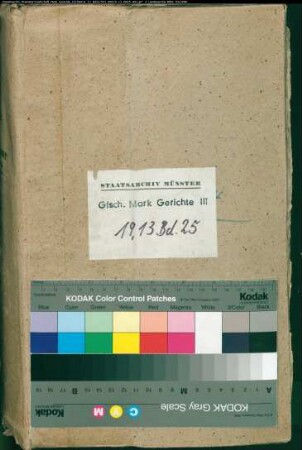 STAATSARCHIV MÜNSTER
Gfsch. Mark Gerichte III
19,13 Bd. 25
KODAK Color Control Patches
Kodak
Blue Cyan Green Yellow Red Magenta White 3/Color Black
A M B
Kodak
C Y M
KODAK Gray Scale